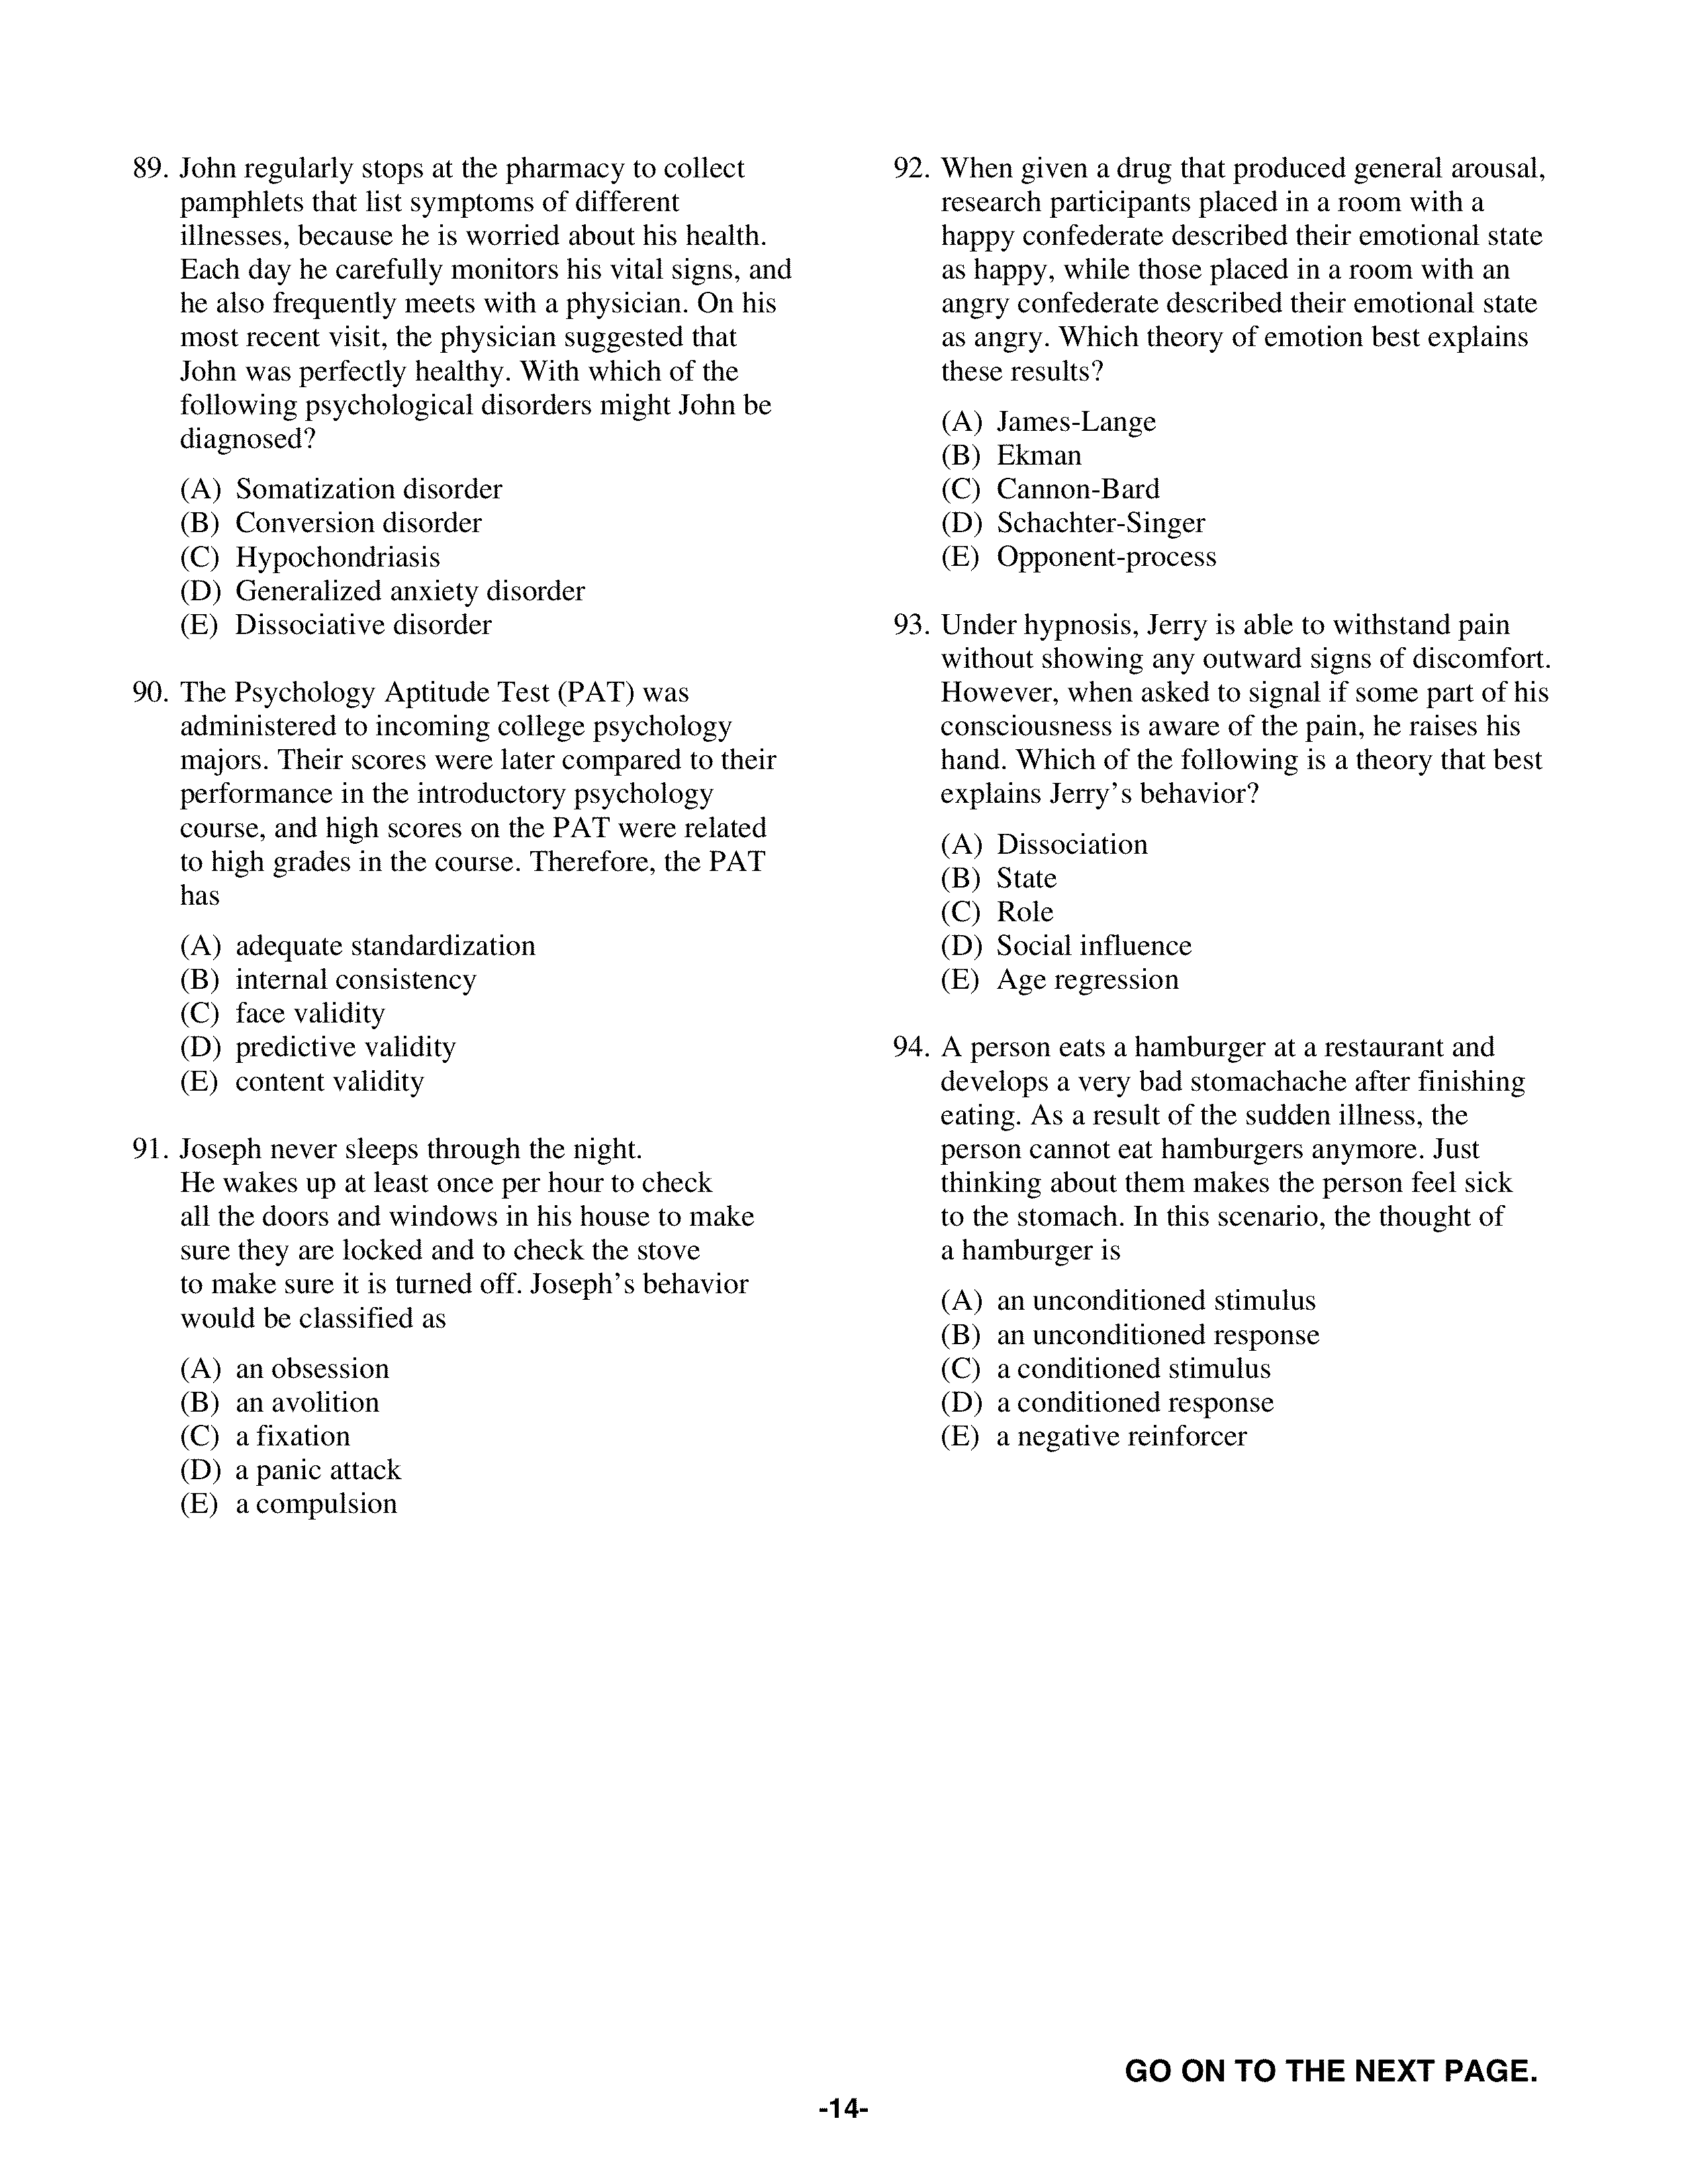 89. John regularly stops at the pharmacy to collect
pamphlets that list symptoms of different
illnesses, because he is worried about his health.
Each day he carefully monitors his vital signs, and
he also frequently meets with a physician. On his
most recent visit, the physician suggested that
John was perfectly healthy. With which of the
following psychological disorders might John be
diagnosed?
(A) Somatization disorder
(B) Conversion disorder
(C) Hypochondriasis
(D) Generalized anxiety disorder
(E) Dissociative disorder
90. The Psychology Aptitude Test (PAT) was
administered to incoming college psychology
majors. Their scores were later compared to their
performance in the introductory psychology
course, and high scores on the PAT were related
to high grades in the course. Therefore, the PAT
has
(A) adequate standardization
(B) internal consistency
(C) face validity
(D) predictive validity
(E) content validity
91. Joseph never sleeps through the night.
He wakes up at least once per hour to check
all the doors and windows in his house to make
sure they are locked and to check the stove
to make sure it is turned off. Joseph's behavior
would be classified as
(A) an obsession
(B) an avolition
(C) a fixation
(D) a panic attack
(E) a compulsion
92. When given a drug that produced general arousal,
research participants placed in a room with a
happy confederate described their emotional state
as happy, while those placed in a room with an
angry confederate described their emotional state
as angry. Which theory of emotion best explains
these results?
(A) James-Lange
(B) Ekman
(C) Cannon-Bard
(D) Schachter-Singer
(E) Opponent-process
93. Under hypnosis, Jerry is able to withstand pain
without showing any outward signs of discomfort.
However, when asked to signal if some part of his
consciousness is aware of the pain, he raises his
hand. Which of the following is a theory that best
explains Jerry's behavior?
(A) Dissociation
(B) State
(C) Role
(D) Social influence
(E) Age regression
94. A person eats a hamburger at a restaurant and
develops a very bad stomachache after finishing
eating. As a result of the sudden illness, the
person cannot eat hamburgers anymore. Just
thinking about them makes the person feel sick
to the stomach. In this scenario, the thought of
a hamburger is
(A) an unconditioned stimulus
(B) an unconditioned response
(C) a conditioned stimulus
(D) a conditioned response
(E) a negative reinforcer
GO ON TO THE NEXT PAGE.
-14-